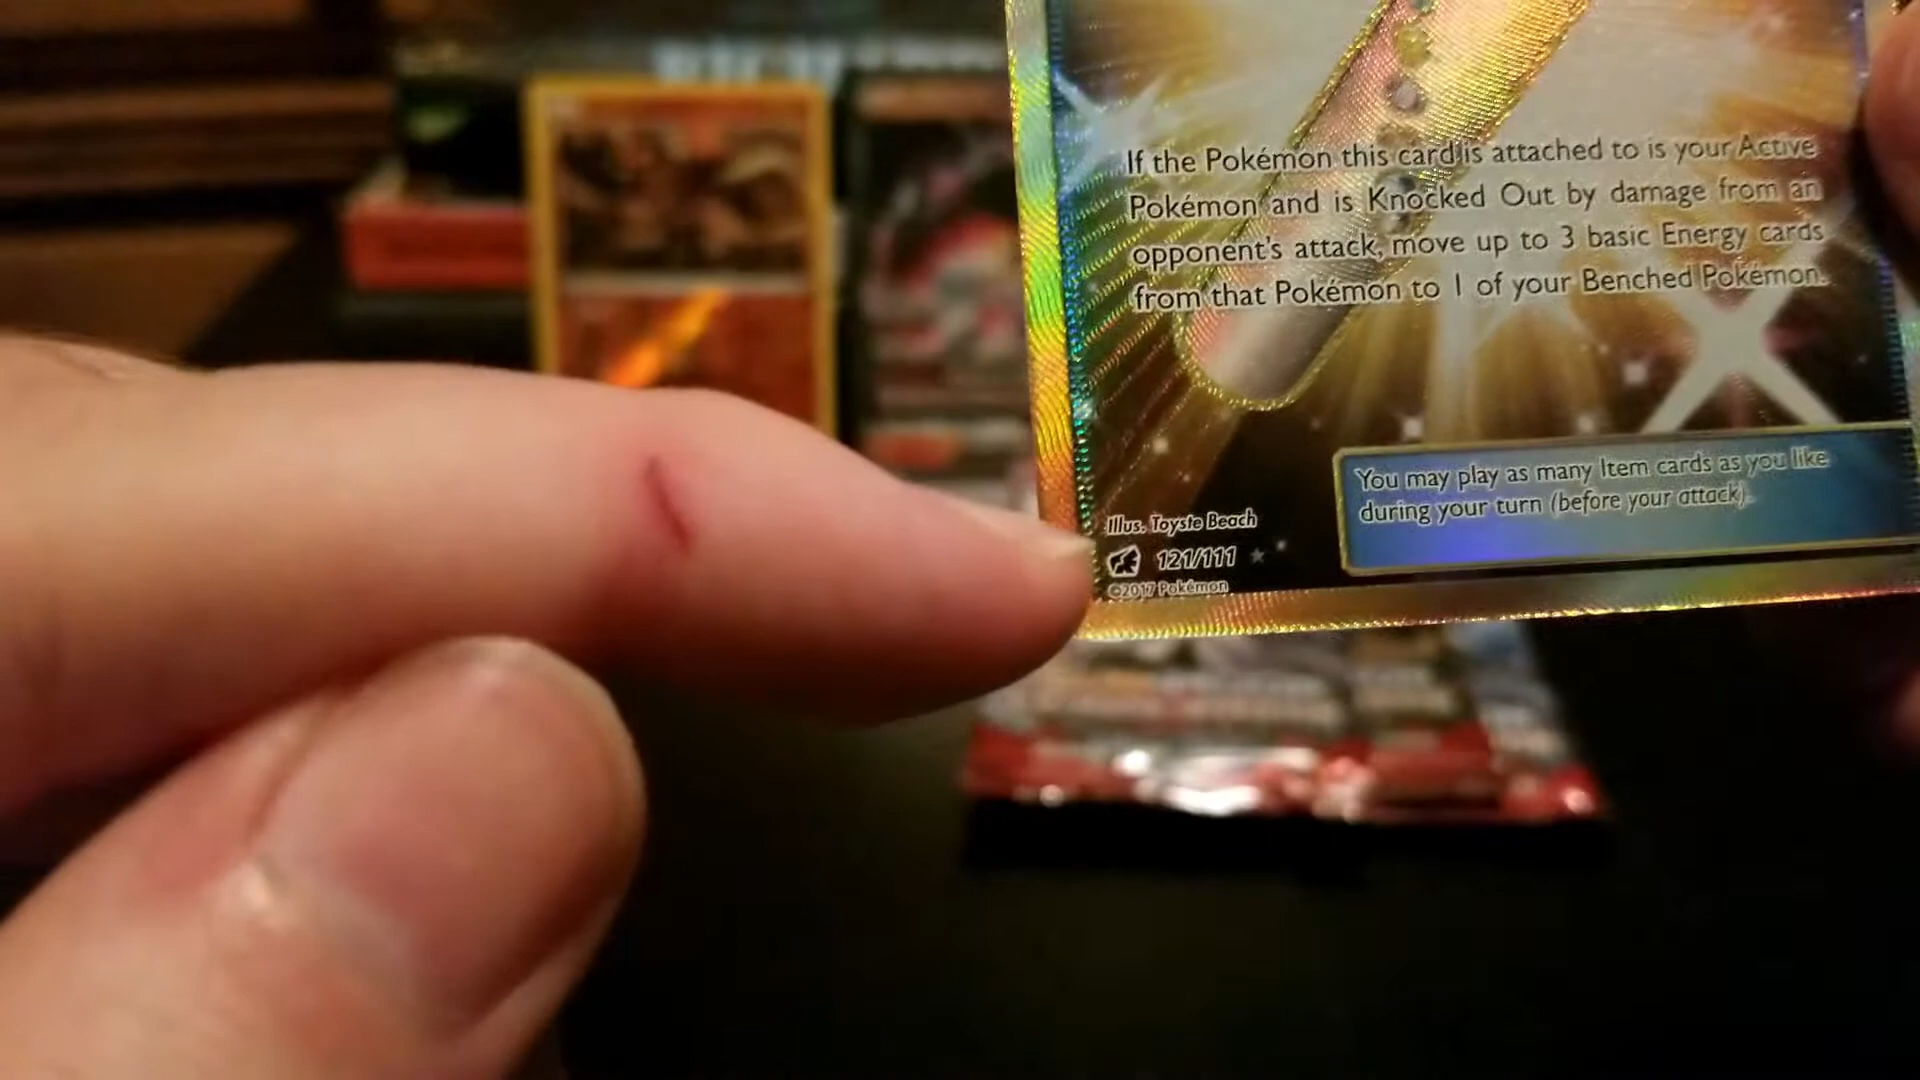 If the Pokémon this card is attached to is your Active
Pokémon and is Knocked Out by damage from an
opponent's attack, move up to 3 basic Energy cards
from that Pokémon to 1 of your Benched Pokémon.
You may play as many Item cards as you like
during your turn (before your attack).
Illus. Toyste Beach
121/111
©2017 Pokémon